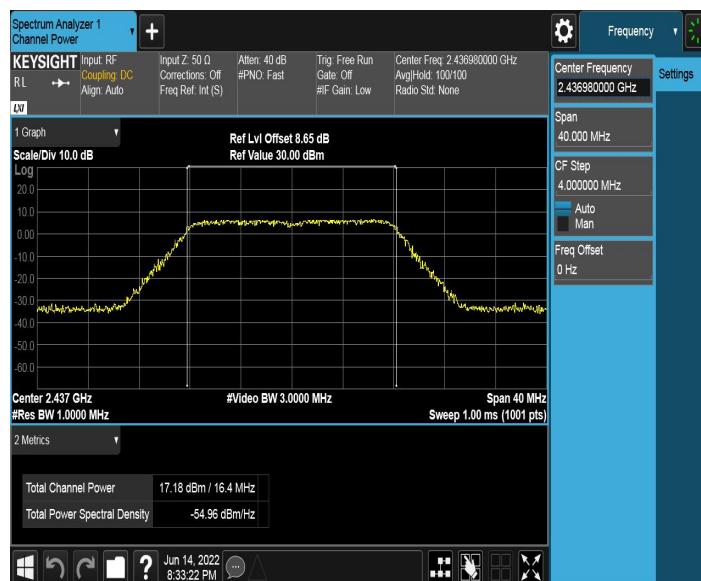 Spectrum Analyzer 1
Channel Power
+
Frequency
KEYSIGHT
RL
LXI
Input: RF
Coupling: DC
Align: Auto
Input Z: 50 Ω
Corrections: Off
Freq Ref: Int (S)
Atten: 40 dB
#PNO: Fast
Trig: Free Run
Gate: Off
#IF Gain: Low
Center Freq: 2.436980000 GHz
Avg|Hold: 100/100
Radio Std: None
Center Frequency
2.436980000 GHz
Settings
Span
40.000 MHz
CF Step
4.000000 MHz
Auto
Man
Freq Offset
0 Hz
1 Graph
Scale/Div 10.0 dB
Ref Lvl Offset 8.65 dB
Ref Value 30.00 dBm
Log
20.0
10.0
0.00
-10.0
-20.0
-30.0
-40.0
-50.0
-60.0
Center 2.437 GHz
#Video BW 3.0000 MHz
Span 40 MHz
#Res BW 1.0000 MHz
Sweep 1.00 ms (1001 pts)
2 Metrics
Total Channel Power 17.18 dBm / 16.4 MHz
Total Power Spectral Density -54.96 dBm/Hz
?
Jun 14, 2022
8:33:22 PM